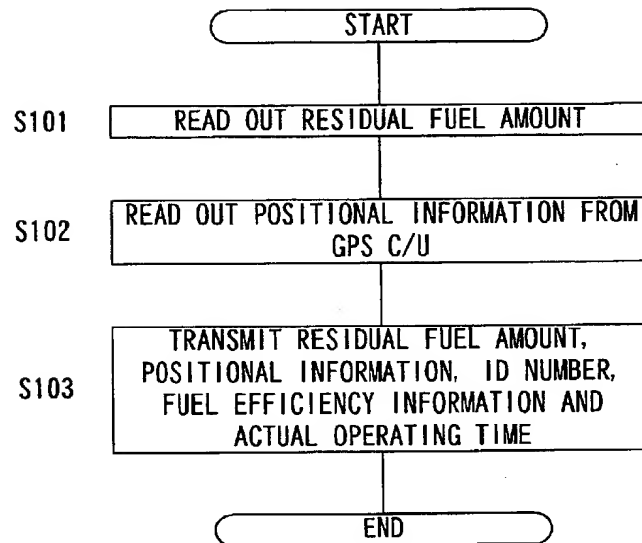 START
S101
READ OUT RESIDUAL FUEL AMOUNT
S102
READ OUT POSITIONAL INFORMATION FROM
GPS C/U
S103
TRANSMIT RESIDUAL FUEL AMOUNT,
POSITIONAL INFORMATION, ID NUMBER,
FUEL EFFICIENCY INFORMATION AND
ACTUAL OPERATING TIME
END